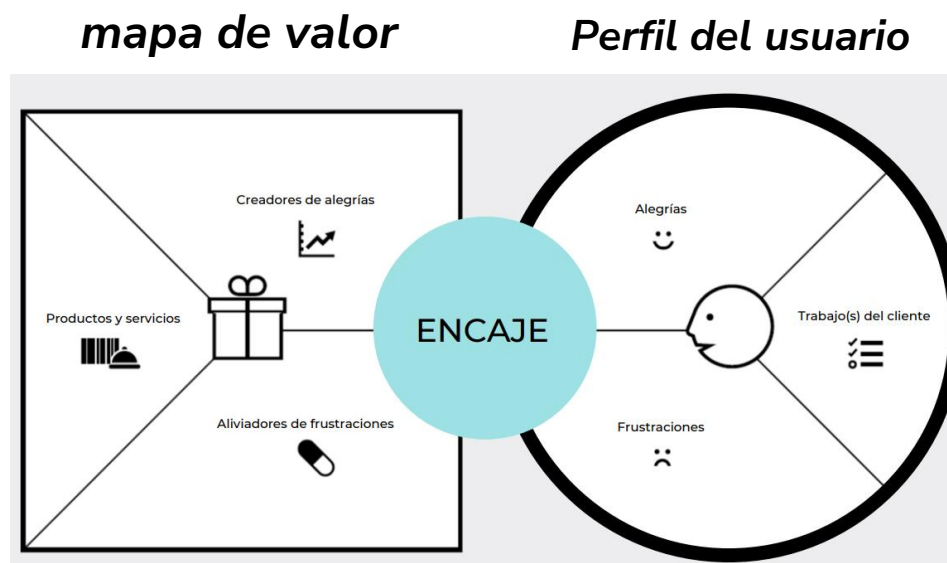 mapa de valor
Perfil del usuario
Creadores de alegrías
Productos y servicios
Aliviadores de frustraciones
ENCAJE
Alegrías
Trabajo(s) del cliente
Frustraciones